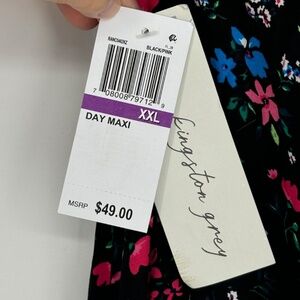 BLACK/PINK
7 08008 79712 9
XXL
DAY MAXI
MSRP $49.00
kingston grey